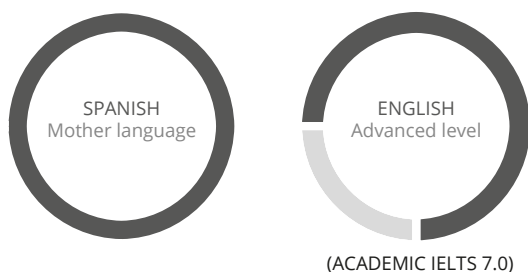 SPANISH
Mother language
ENGLISH
Advanced level
(ACADEMIC IELTS 7.0)